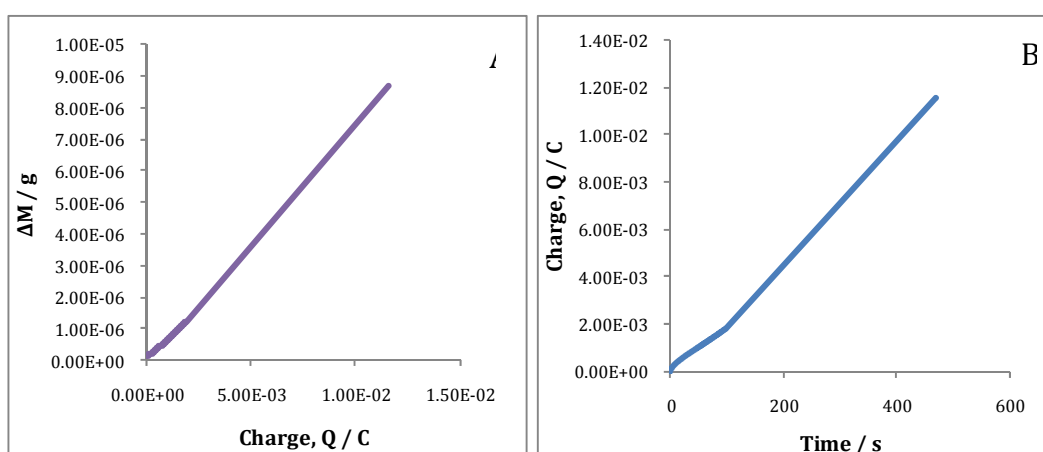 A
1.00E-05
9.00E-06
8.00E-06
7.00E-06
6.00E-06
5.00E-06
4.00E-06
3.00E-06
2.00E-06
1.00E-06
0.00E+00
ΔM / g
0.00E+00 5.00E-03 1.00E-02 1.50E-02
Charge, Q / C
B
1.40E-02
1.20E-02
1.00E-02
8.00E-03
6.00E-03
4.00E-03
2.00E-03
0.00E+00
Charge, Q / C
0 200 400 600
Time / s